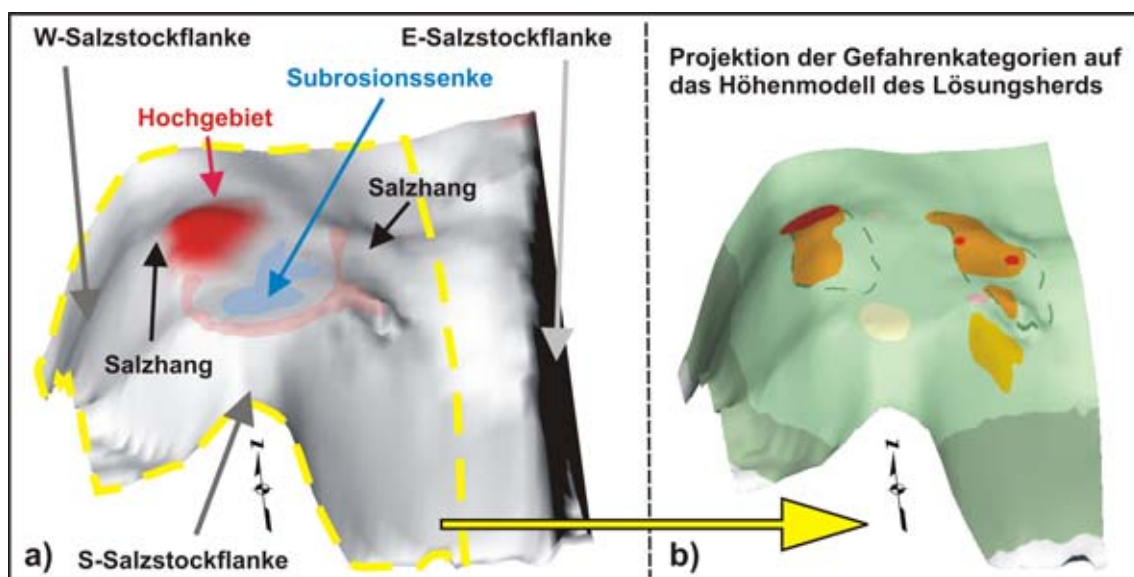 W-Salzstockflanke
E-Salzstockflanke
Subrosionssenke
Hochgebiet
Salzhang
Salzhang
S-Salzstockflanke
z
a)
Projektion der Gefahrenkategorien auf
das Höhenmodell des Lösungsherds
z
b)